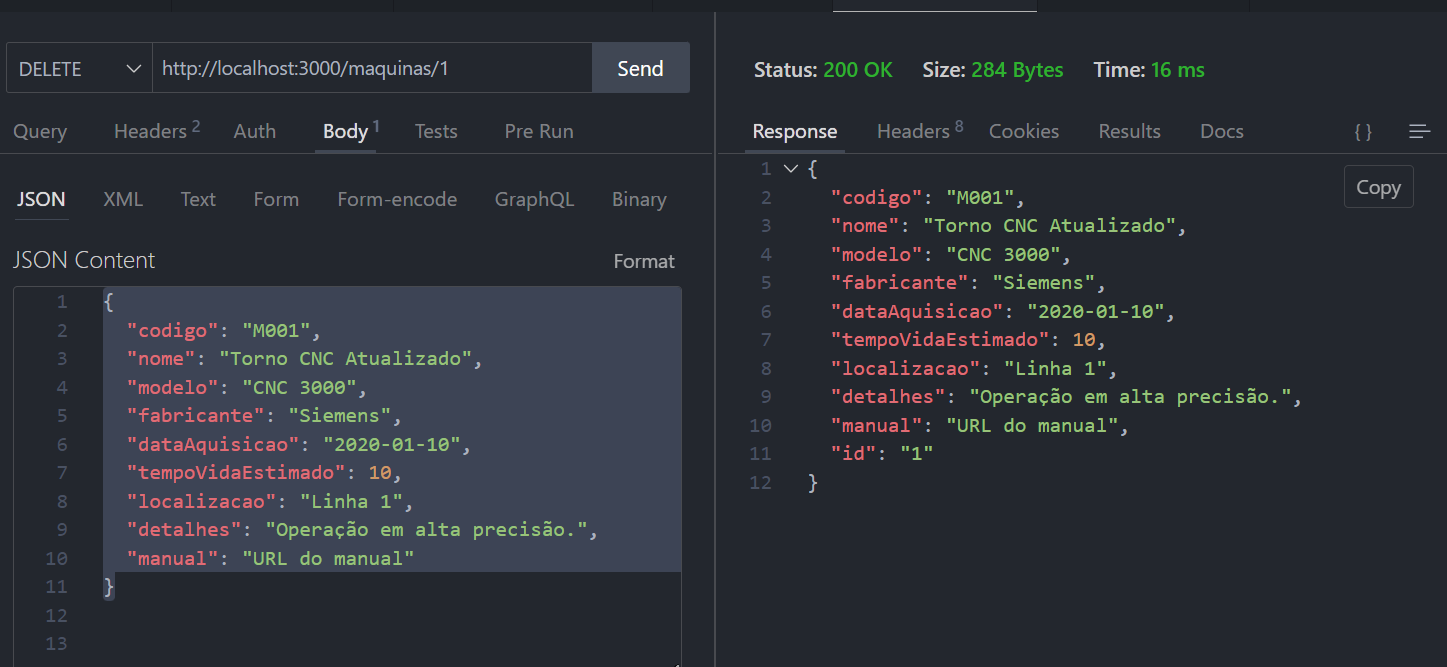 DELETE http://localhost:3000/maquinas/1 Send
Query Headers 2 Auth Body 1 Tests Pre Run
JSON XML Text Form Form-encode GraphQL Binary
JSON Content Format
1 {
2 "codigo": "M001",
3 "nome": "Torno CNC Atualizado",
4 "modelo": "CNC 3000",
5 "fabricante": "Siemens",
6 "dataAquisicao": "2020-01-10",
7 "tempoVidaEstimado": 10,
8 "localizacao": "Linha 1",
9 "detalhes": "Operação em alta precisão.",
10 "manual": "URL do manual"
11 }
12
13
Status: 200 OK Size: 284 Bytes Time: 16 ms
Response Headers 8 Cookies Results Docs { }
Copy
1 {
2 "codigo": "M001",
3 "nome": "Torno CNC Atualizado",
4 "modelo": "CNC 3000",
5 "fabricante": "Siemens",
6 "dataAquisicao": "2020-01-10",
7 "tempoVidaEstimado": 10,
8 "localizacao": "Linha 1",
9 "detalhes": "Operação em alta precisão.",
10 "manual": "URL do manual",
11 "id": "1"
12 }